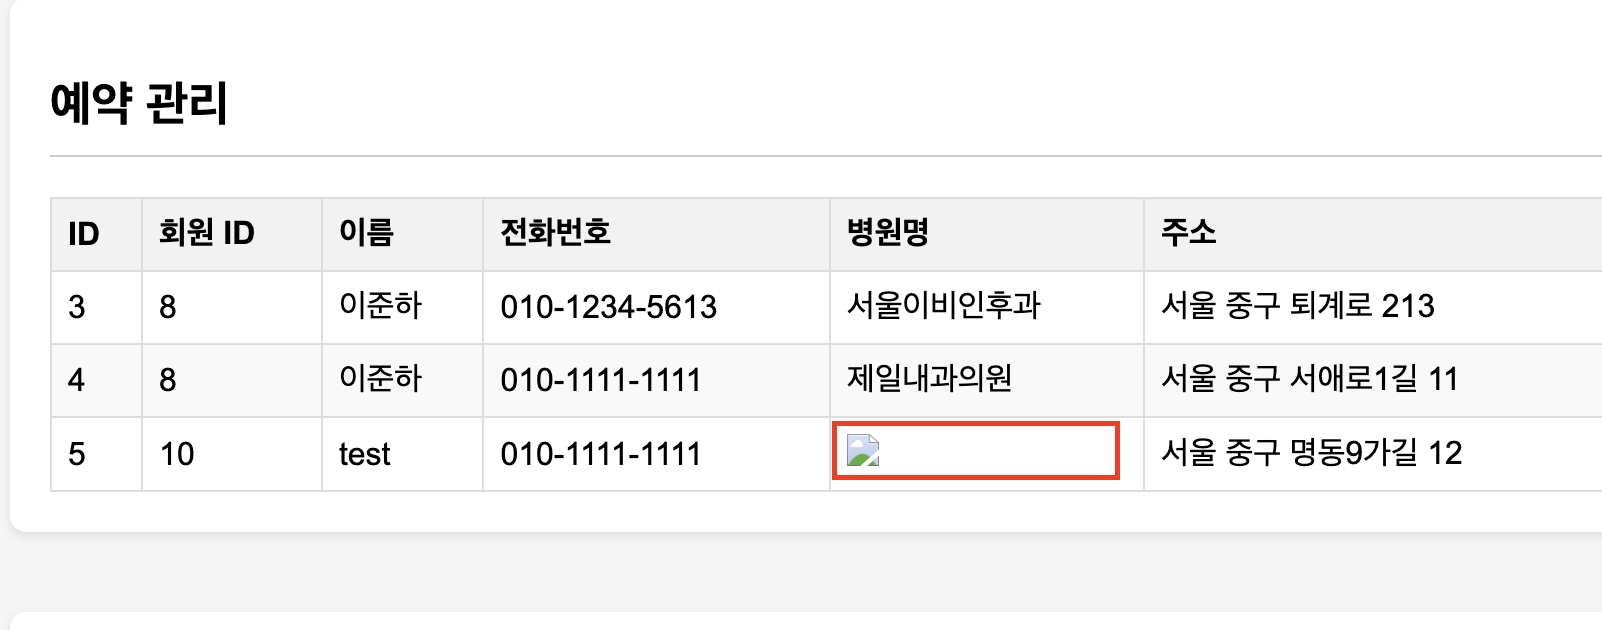 예약 관리
ID 회원 ID 이름 전화번호 병원명 주소
3 8 이준하 010-1234-5613 서울이비인후과 서울 중구 퇴계로 213
4 8 이준하 010-1111-1111 제일내과의원 서울 중구 서애로1길 11
5 10 test 010-1111-1111 서울 중구 명동9가길 12